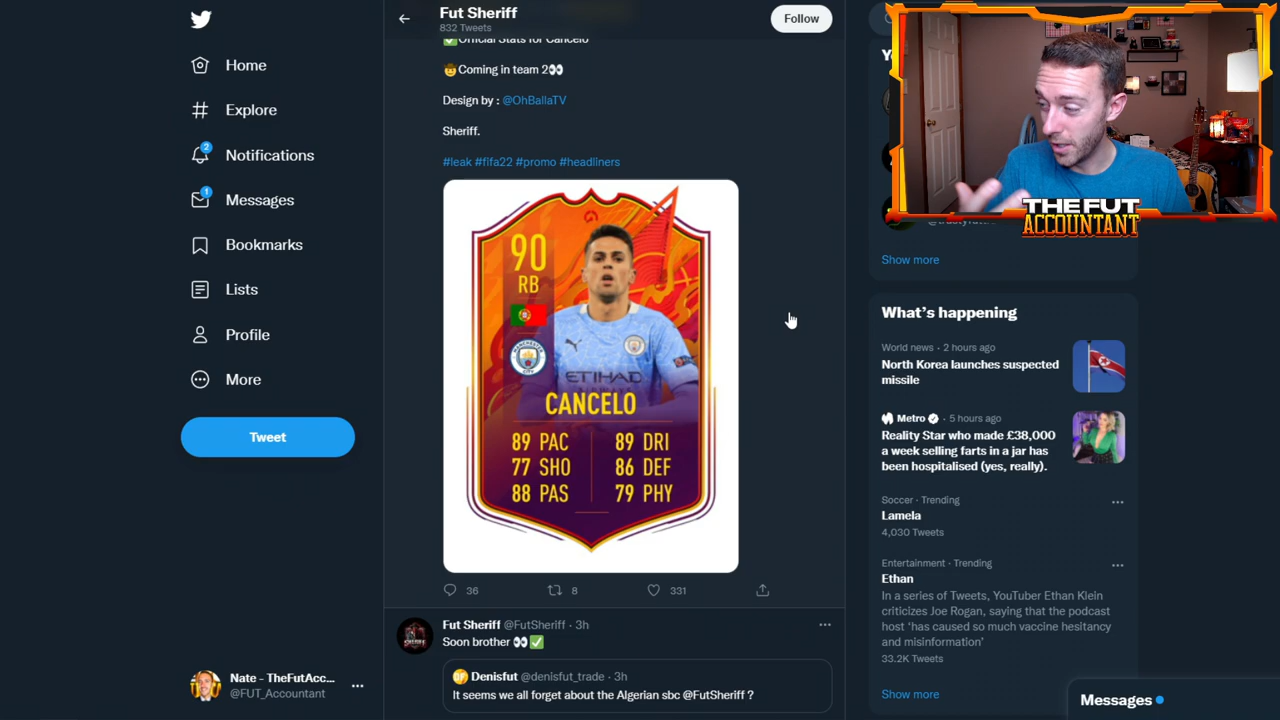 Home
Explore
2
Notifications
1
Messages
Bookmarks
Lists
Profile
More
Tweet
Nate - TheFutAcc...
@FUT_Accountant
Fut Sheriff
832 Tweets
Follow
Official Stats for Cancelo
Coming in team 2
Design by : @OhBallaTV
Sheriff.
#leak #fifa22 #promo #headliners
90
RB
ETIHAD
CANCELO
89 PAC 89 DRI
77 SHO 86 DEF
88 PAS 79 PHY
36 8 331
Fut Sheriff @FutSheriff · 3h
Soon brother
Denisfut @denisfut_trade · 3h
It seems we all forget about the Algerian sbc @FutSheriff ?
THE FUT
ACCOUNTANT
Show more
What's happening
World news · 2 hours ago
North Korea launches suspected
missile
Metro · 5 hours ago
Reality Star who made £38,000
a week selling farts in a jar has
been hospitalised (yes, really).
Soccer · Trending
Lamela
4,030 Tweets
Entertainment · Trending
Ethan
In a series of Tweets, YouTuber Ethan Klein
criticizes Joe Rogan, saying that the podcast
host 'has caused so much vaccine hesitancy
and misinformation'
33.2K Tweets
Show more
Messages